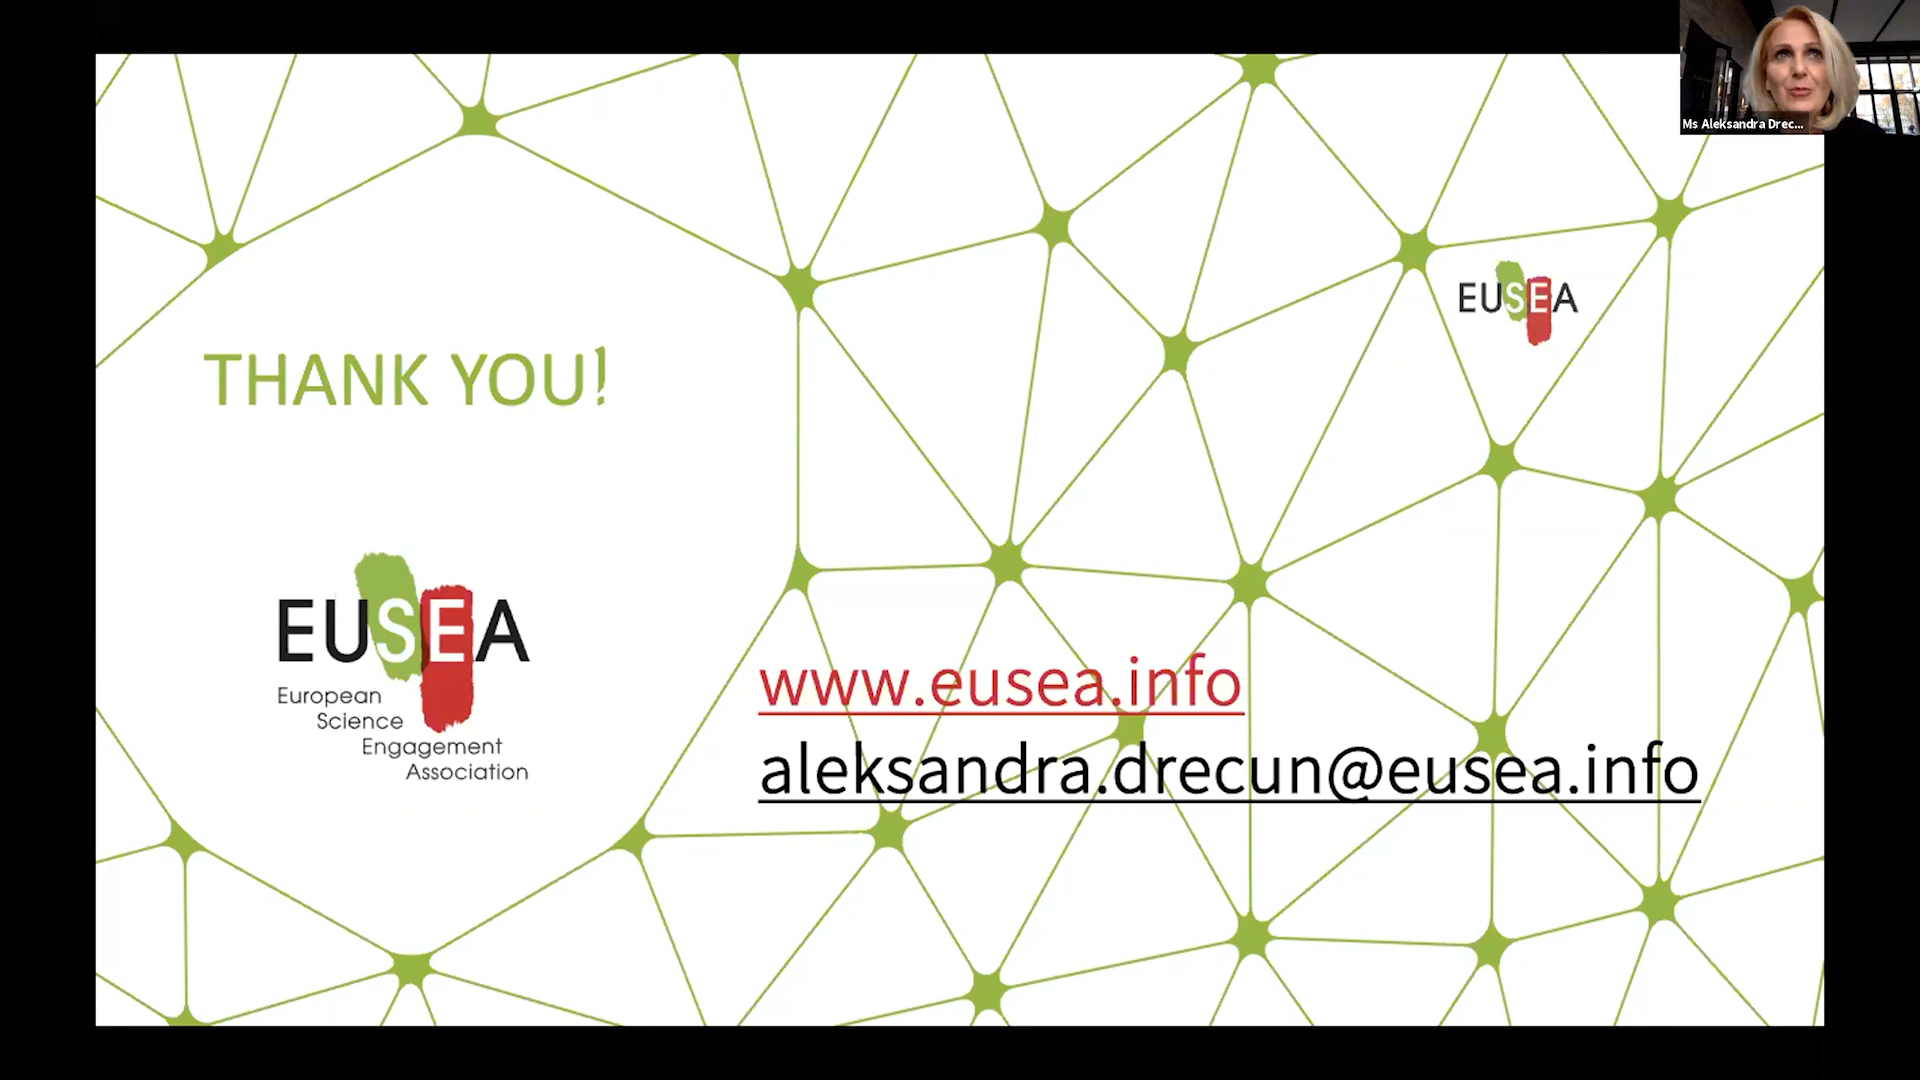 Ms Aleksandra Drec...
EUSEA
THANK YOU!
EUSEA
European
Science
Engagement
Association
www.eusea.info
aleksandra.drecun@eusea.info